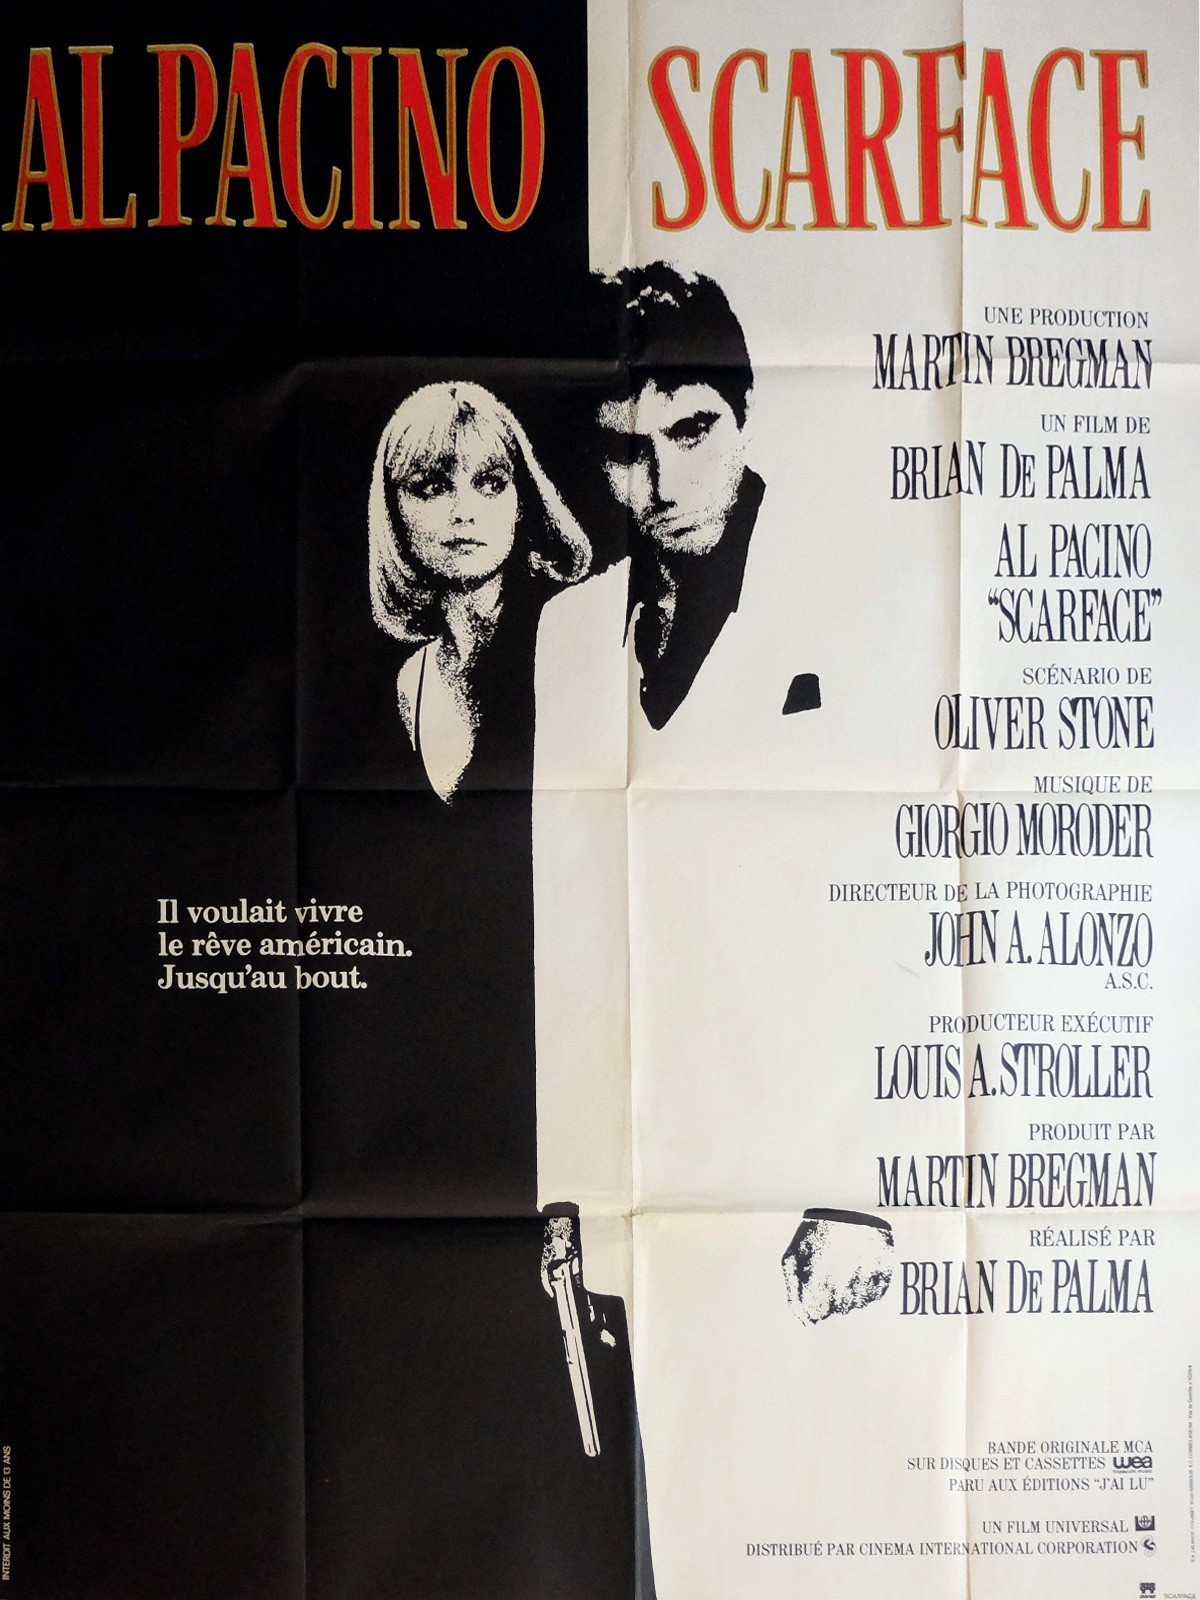 AL PACINO
SCARFACE
UNE PRODUCTION
MARTIN BREGMAN
UN FILM DE
BRIAN DE PALMA
AL PACINO
“SCARFACE”
SCÉNARIO DE
OLIVER STONE
MUSIQUE DE
GIORGIO MORODER
DIRECTEUR DE LA PHOTOGRAPHIE
JOHN A. ALONZO
A.S.C.
PRODUCTEUR EXÉCUTIF
LOUIS A. STROLLER
PRODUIT PAR
MARTIN BREGMAN
RÉALISÉ PAR
BRIAN DE PALMA
Il voulait vivre
le rêve américain.
Jusqu'au bout.
BANDE ORIGINALE MCA
SUR DISQUES ET CASSETTES wea
PARU AUX ÉDITIONS “J'AI LU”
UN FILM UNIVERSAL
DISTRIBUÉ PAR CINEMA INTERNATIONAL CORPORATION
INTERDIT AUX MOINS DE 13 ANS
SCARFACE